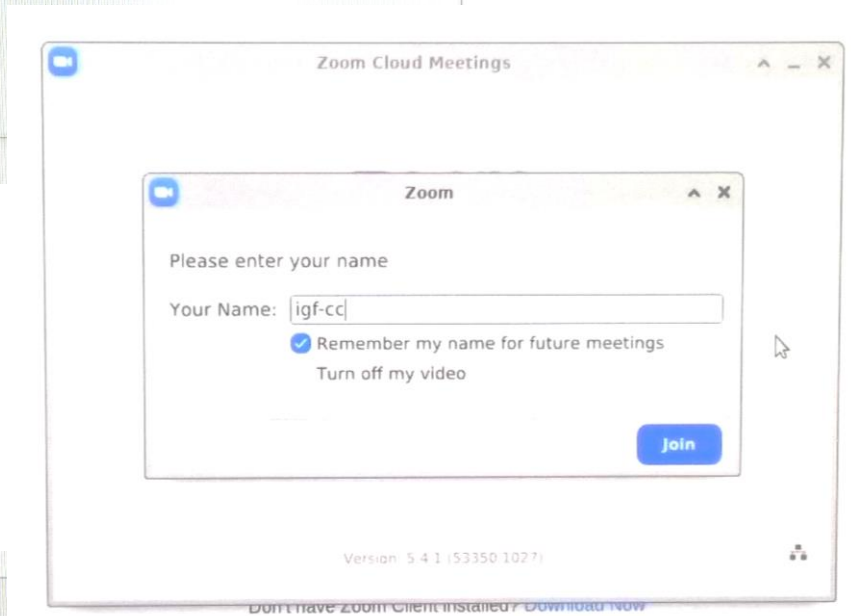 Zoom Cloud Meetings
Zoom
Please enter your name
Your Name: igf-cc
Remember my name for future meetings
Turn off my video
Join
Version: 5.4.1 (53350.1027)
Don't have Zoom Client installed? Download Now